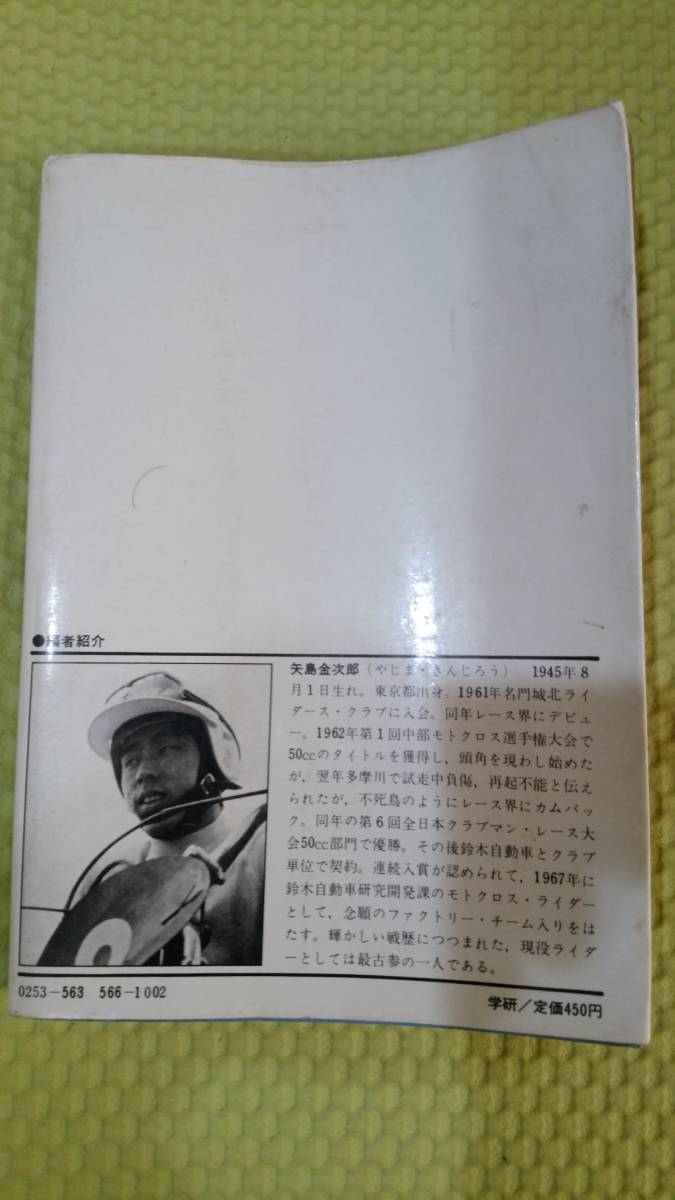 ●著者紹介
矢島金次郎（やじま・きんじろう） 1945年8
月1日生れ。東京都出身。1961年名門城北ライ
ダース・クラブに入会。同年レース界にデビュ
ー。1962年第1回中部モトクロス選手権大会で
50ccのタイトルを獲得し，頭角を現わし始めた
が，翌年多摩川で試走中負傷，再起不能と伝え
られたが，不死鳥のようにレース界にカムバッ
ク。同年の第6回全日本クラブマン・レース大
会50cc部門で優勝。その後鈴木自動車とクラブ
単位で契約。連続入賞が認められて，1967年に
鈴木自動車研究開発課のモトクロス・ライダー
として，念願のファクトリー・チーム入りをは
たす。輝かしい戦歴につつまれた，現役ライダ
ーとしては最古参の一人である。
0253-563 566-1002
学研／定価450円